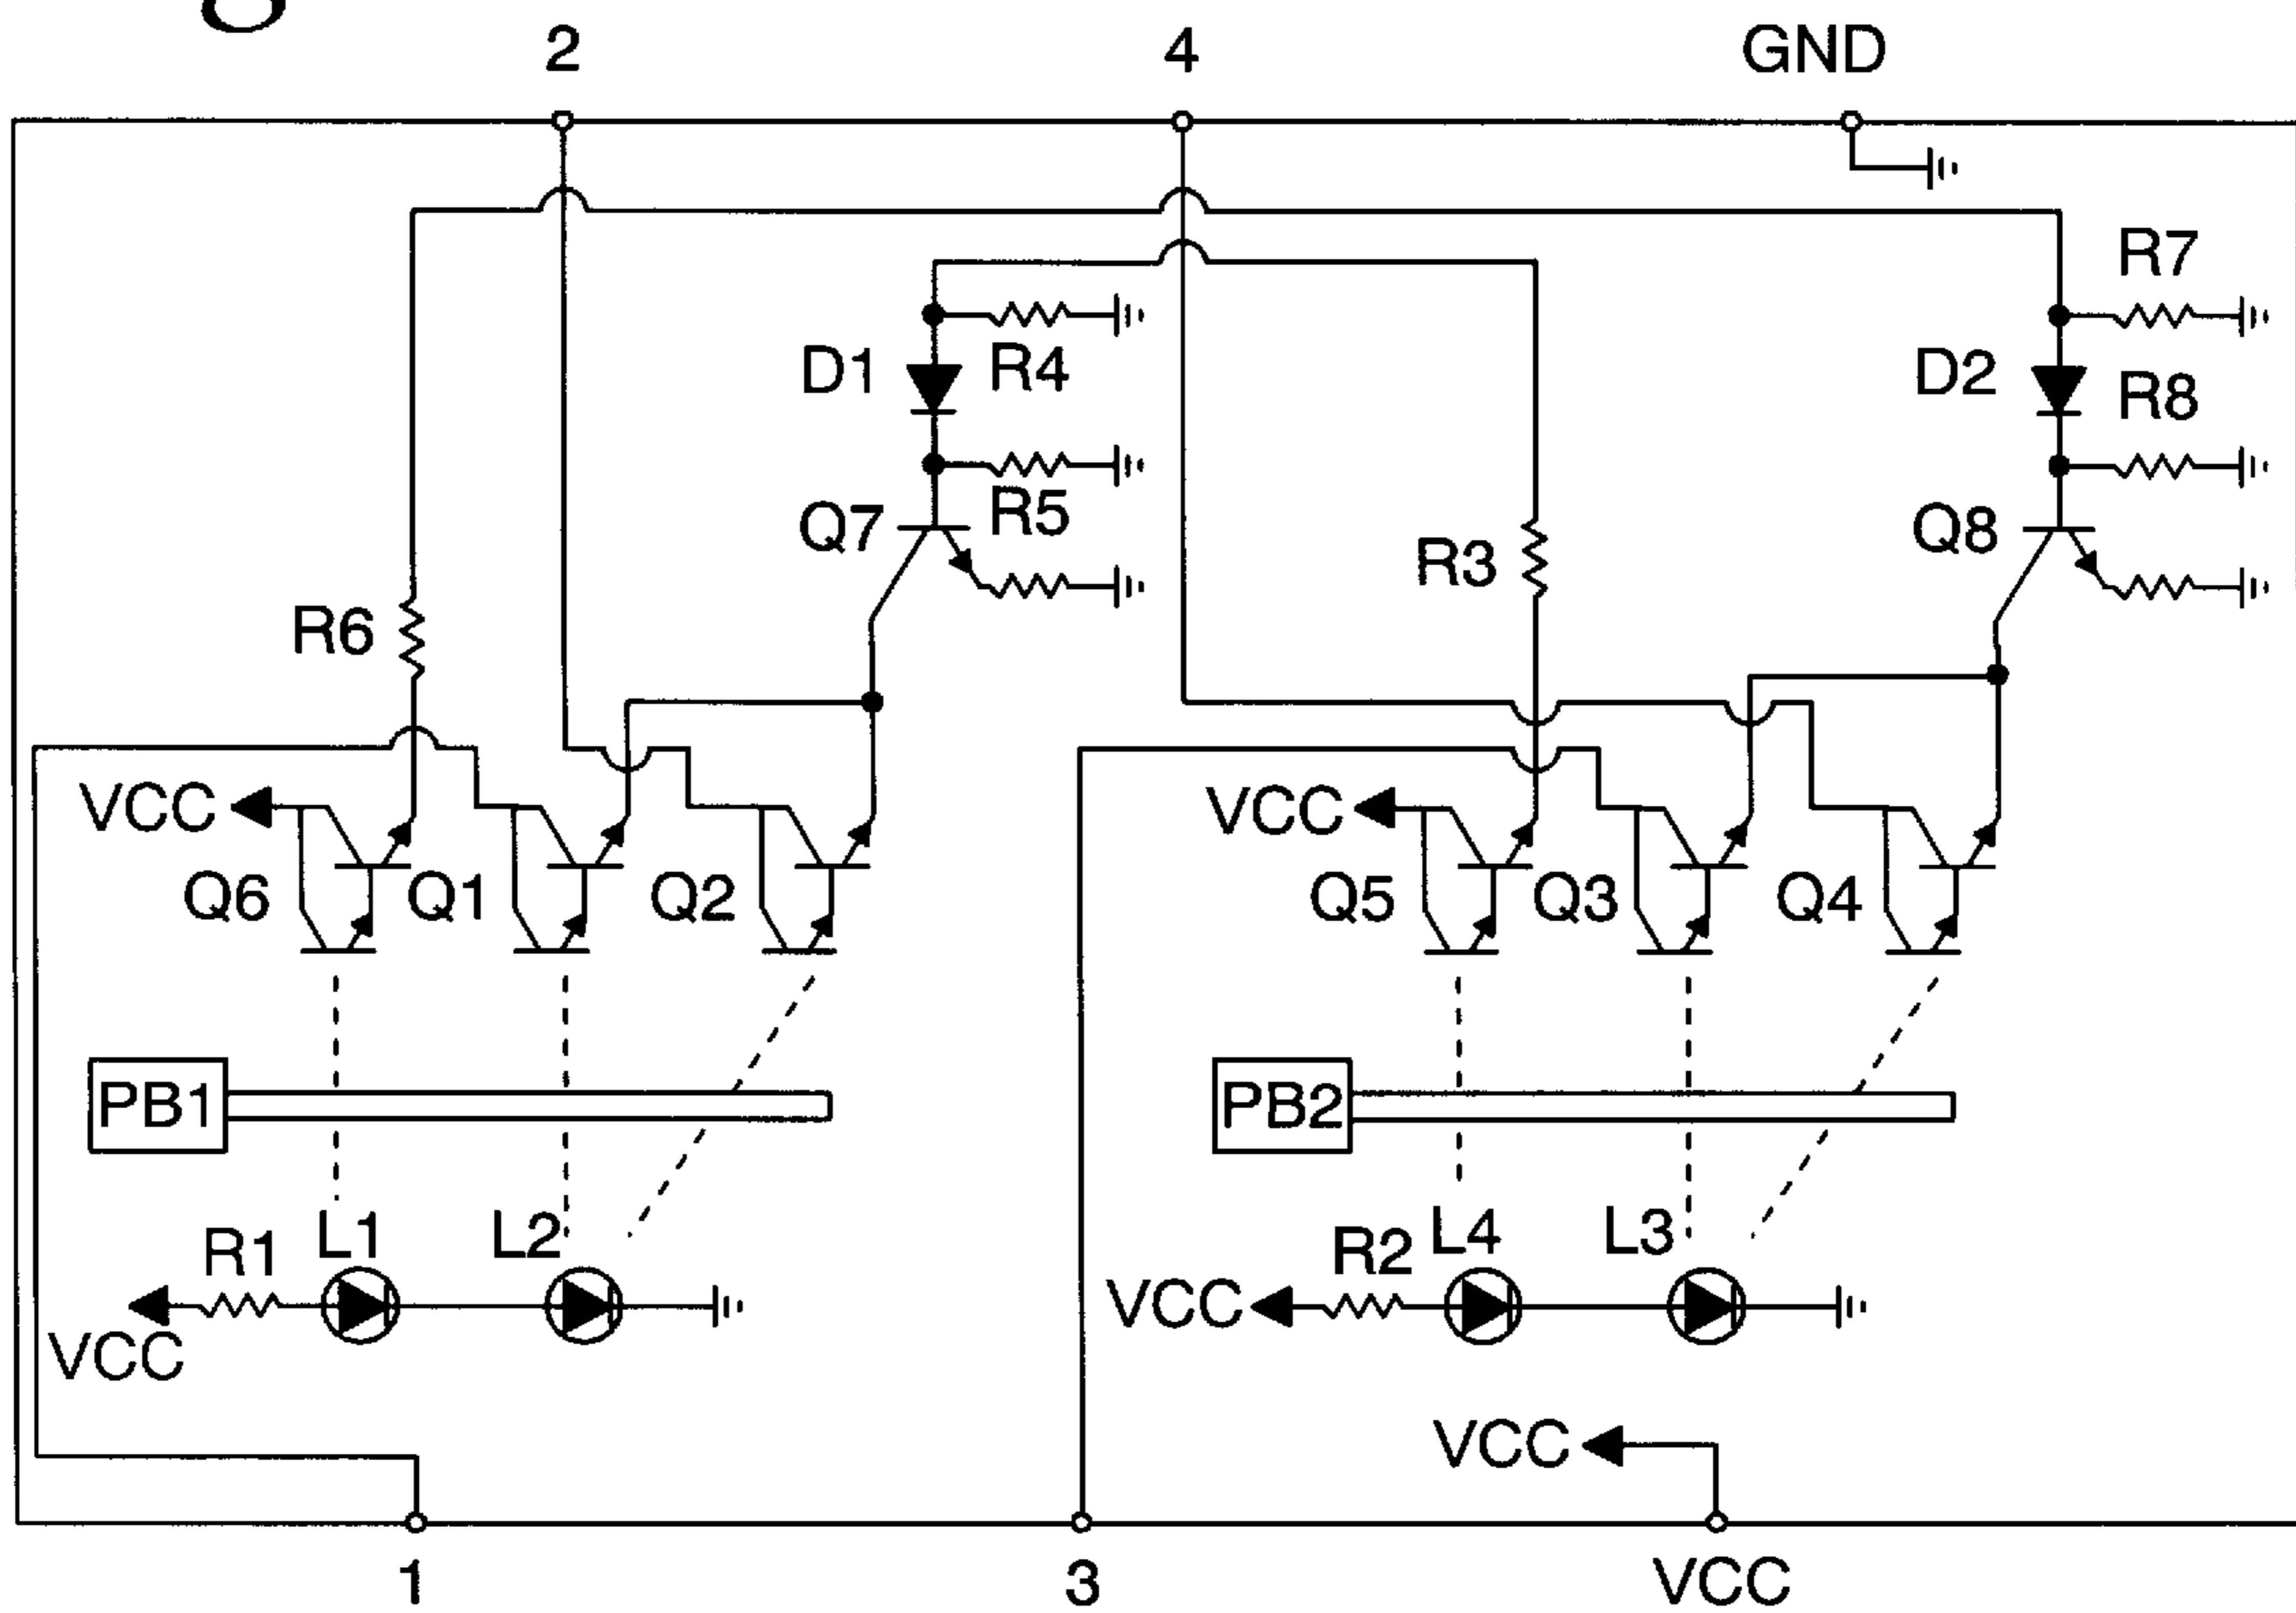 2 4 GND
R7
D1 R4 D2 R8
Q7 R5 R3 Q8
R6
VCC VCC
Q6 Q1 Q2 Q5 Q3 Q4
PB1 PB2
R1 L1 L2 R2 L4 L3
VCC VCC
VCC
1 3 VCC